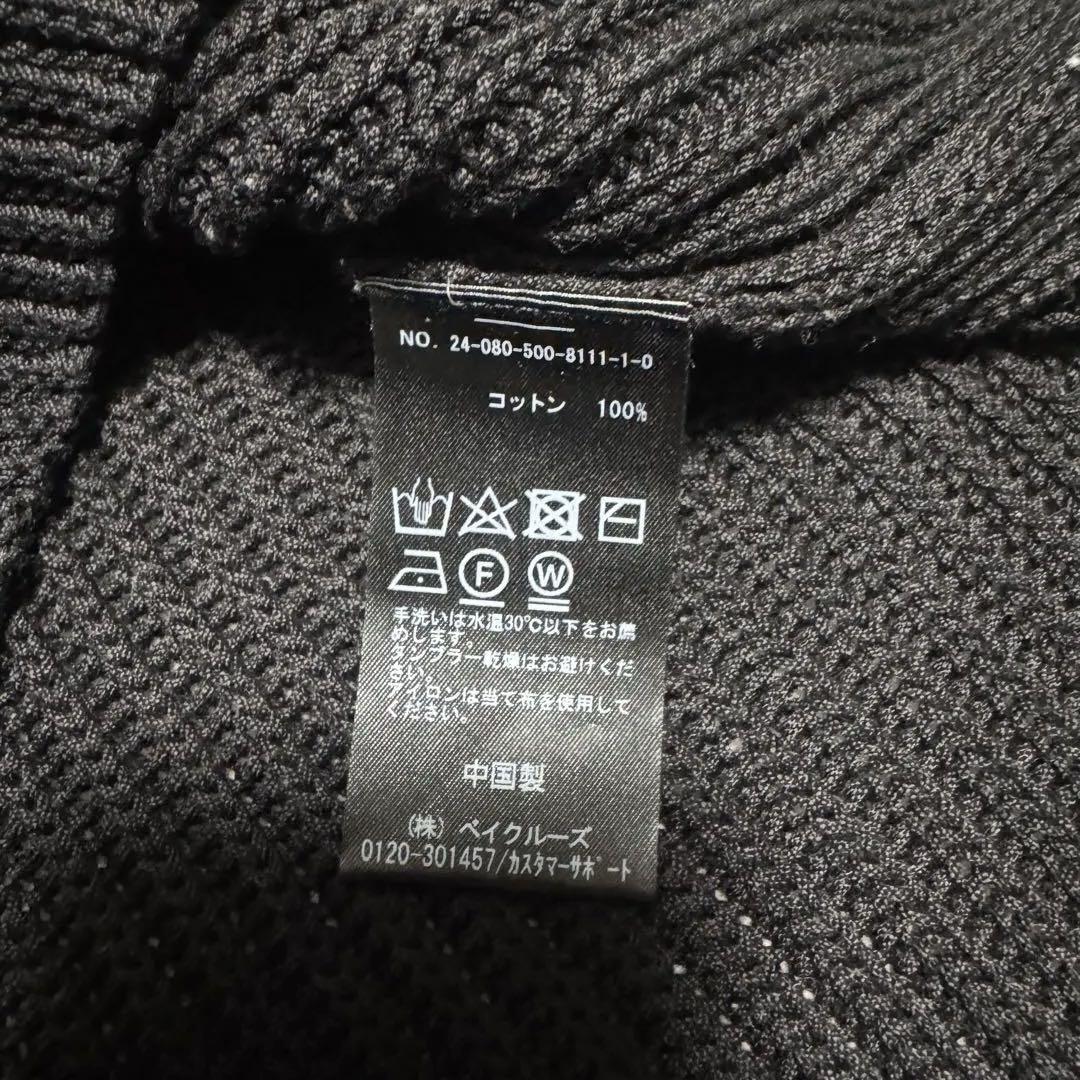 NO. 24-080-500-8111-1-0
コットン 100%
F W
手洗いは水温30℃以下をお薦
めします。
タンブラー乾燥はお避けくだ
さい。
アイロンは当て布を使用して
ください。
中国製
(株) ベイクルーズ
0120-301457/カスタマーサポート